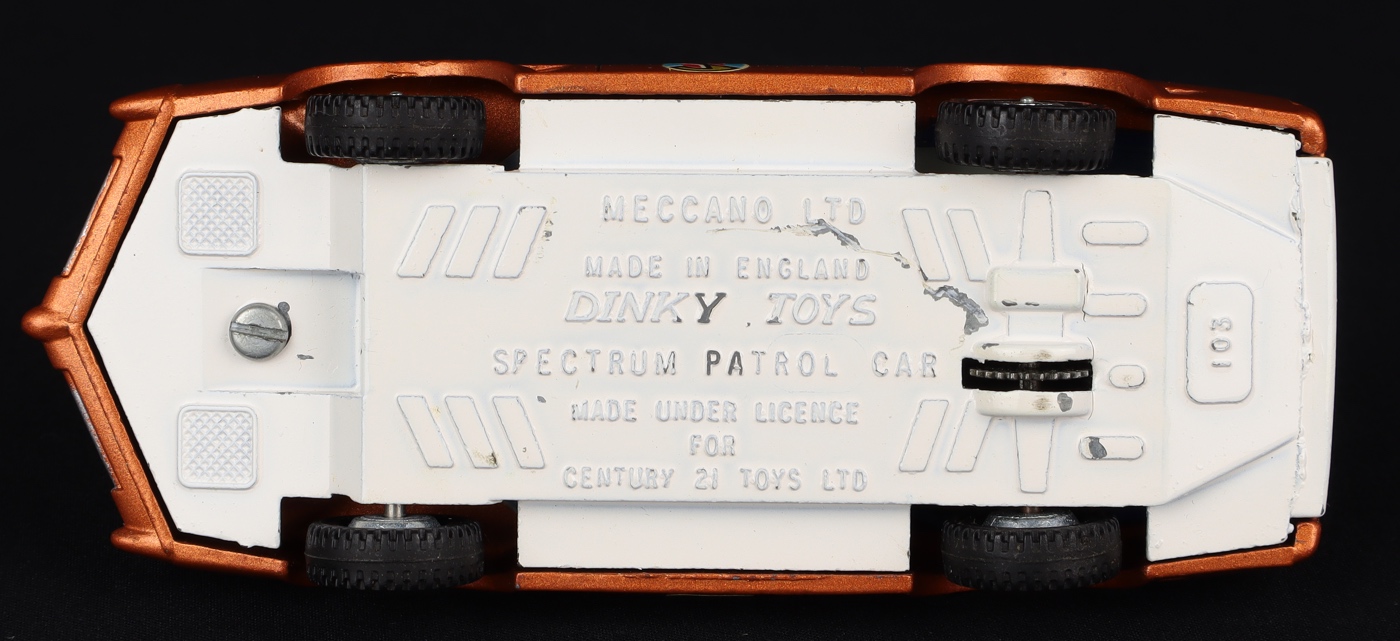 MECCANO LTD
MADE IN ENGLAND
DINKY TOYS
SPECTRUM PATROL CAR
MADE UNDER LICENCE
FOR
CENTURY 21 TOYS LTD
103